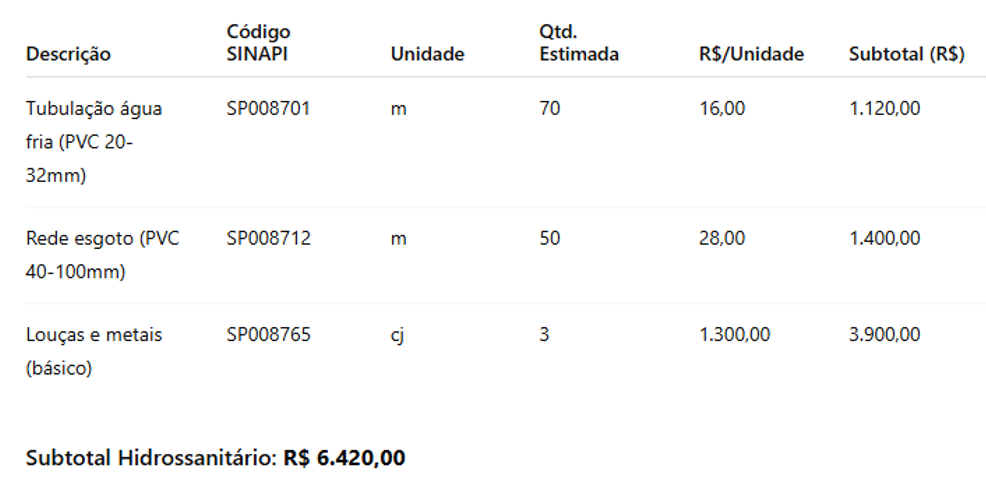 Descrição Código SINAPI Unidade Qtd. Estimada R$/Unidade Subtotal (R$)
Tubulação água SP008701 m 70 16,00 1.120,00
fria (PVC 20-
32mm)
Rede esgoto (PVC SP008712 m 50 28,00 1.400,00
40-100mm)
Louças e metais SP008765 cj 3 1.300,00 3.900,00
(básico)
Subtotal Hidrossanitário: R$ 6.420,00